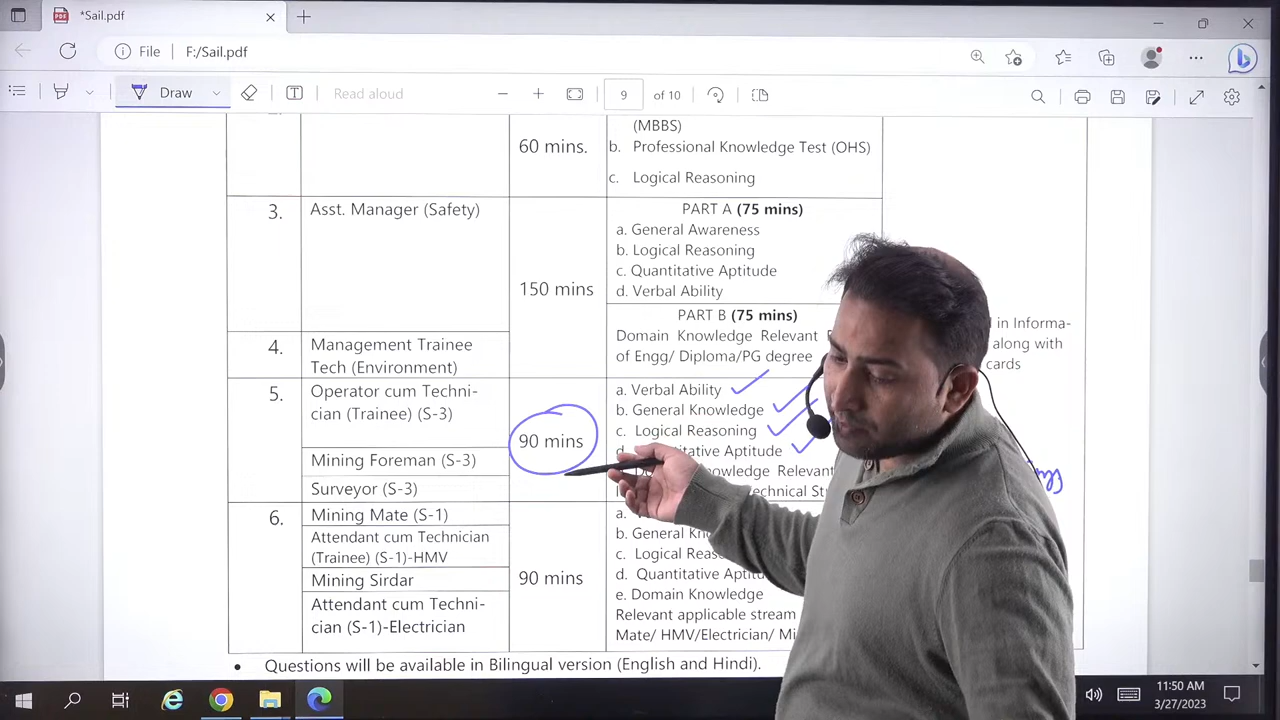 *Sail.pdf
File F:/Sail.pdf
Draw Read aloud 9 of 10
(MBBS)
60 mins. b. Professional Knowledge Test (OHS)
c. Logical Reasoning
3. Asst. Manager (Safety) PART A (75 mins)
a. General Awareness
b. Logical Reasoning
c. Quantitative Aptitude
150 mins d. Verbal Ability
PART B (75 mins)
Domain Knowledge Relevant
4. Management Trainee of Engg/ Diploma/PG degree
Tech (Environment)
in Informa-
along with
cards
5. Operator cum Techni- a. Verbal Ability
cian (Trainee) (S-3) b. General Knowledge
c. Logical Reasoning
90 mins Aptitude
Mining Foreman (S-3) Relevant
Surveyor (S-3) Technical
6. Mining Mate (S-1) a.
Attendant cum Technician b. General
(Trainee) (S-1)-HMV c. Logical
Mining Sirdar 90 mins d. Quantitative
Attendant cum Techni- e. Domain Knowledge
cian (S-1)-Electrician Relevant applicable stream
Mate/ HMV/Electrician/
• Questions will be available in Bilingual version (English and Hindi).
11:50 AM
3/27/2023